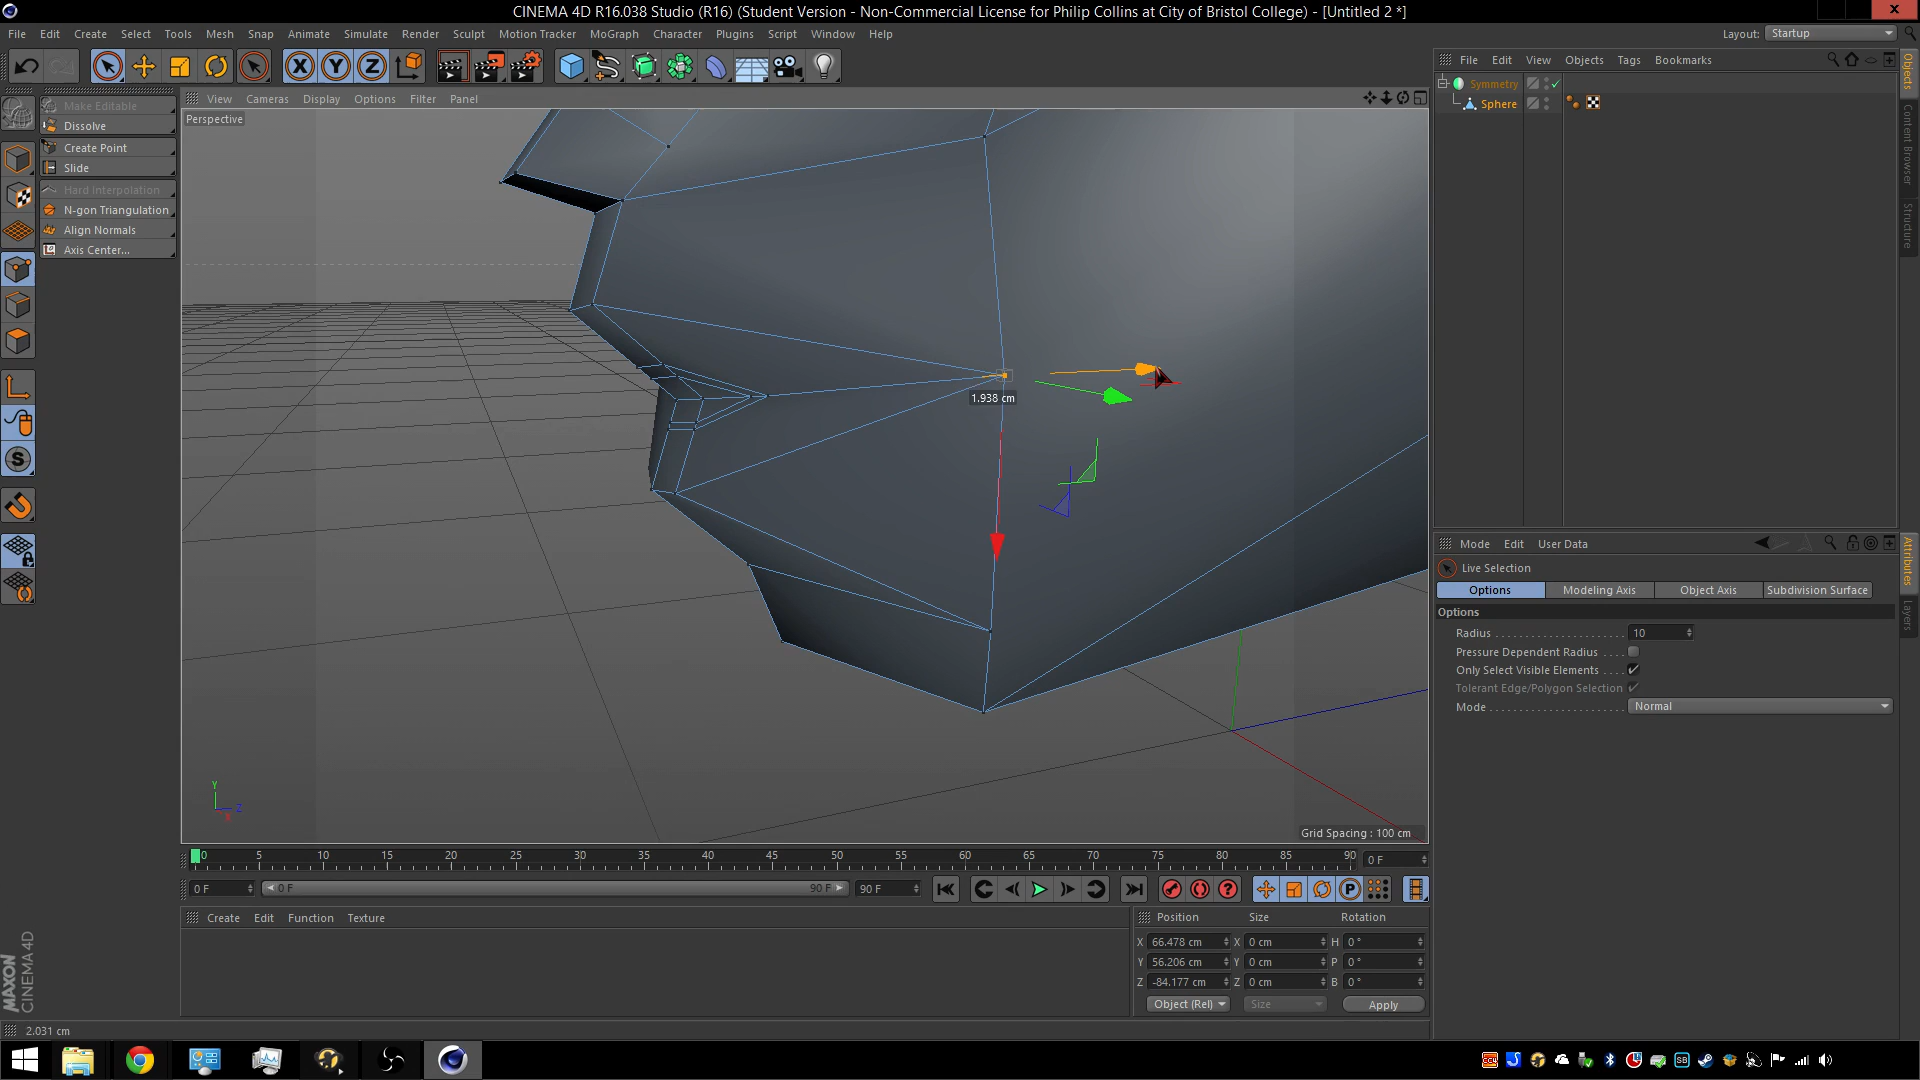 CINEMA 4D R16.038 Studio (R16) (Student Version - Non-Commercial License for Philip Collins at City of Bristol College) - [Untitled 2 *]
File Edit Create Select Tools Mesh Snap Animate Simulate Render Sculpt Motion Tracker MoGraph Character Plugins Script Window Help Layout: Startup
X Y Z
File Edit View Objects Tags Bookmarks
Make Editable
Dissolve
Create Point
Slide
Hard Interpolation
N-gon Triangulation
Align Normals
Axis Center...
View Cameras Display Options Filter Panel
Perspective
Symmetry
Sphere
Objects
Content Browser
Structure
1.938 cm
Mode Edit User Data
Live Selection
Options Modeling Axis Object Axis Subdivision Surface
Options
Radius 10
Pressure Dependent Radius
Only Select Visible Elements
Tolerant Edge/Polygon Selection
Mode Normal
Attributes
Layers
Y
Z
X
Grid Spacing : 100 cm
0 5 10 15 20 25 30 35 40 45 50 55 60 65 70 75 80 85 90 0 F
0 F 0 F 90 F 90 F
Create Edit Function Texture
Position Size Rotation
X 66.478 cm X 0 cm H 0 °
Y 56.206 cm Y 0 cm P 0 °
Z -84.177 cm Z 0 cm B 0 °
Object (Rel) Size Apply
MAXON
CINEMA 4D
2.031 cm